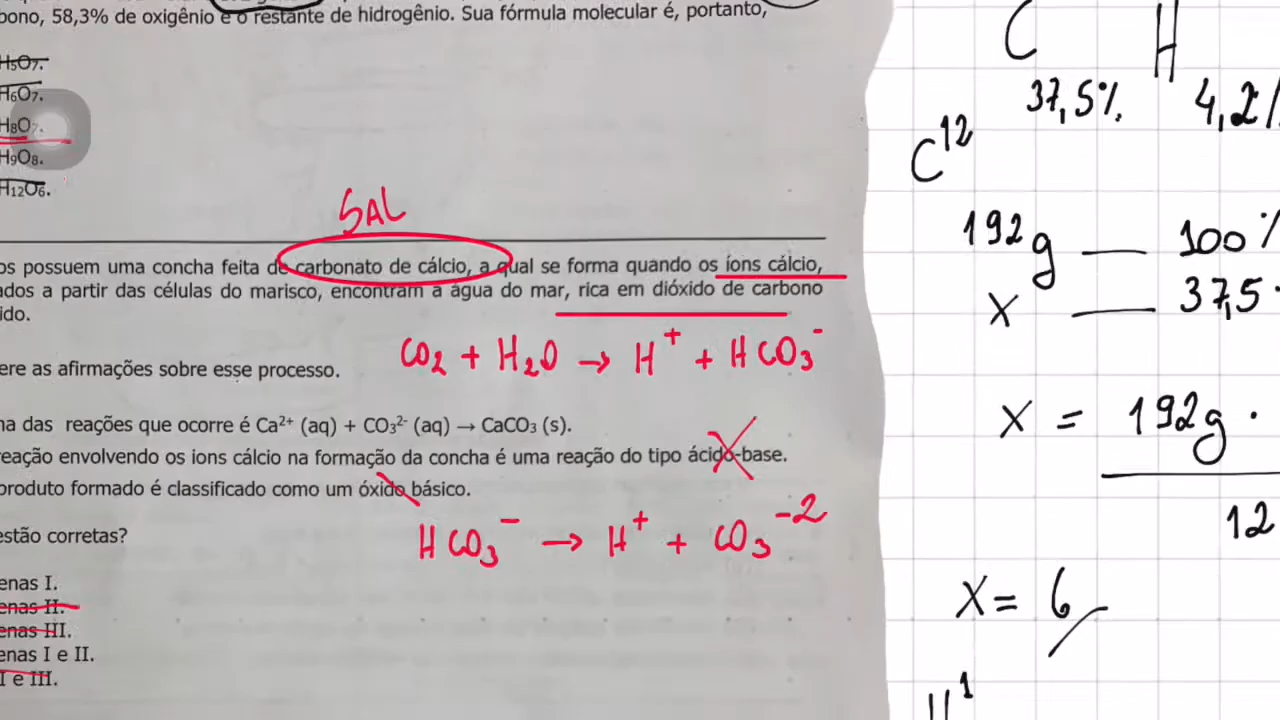 bono, 58,3% de oxigênio e o restante de hidrogênio. Sua fórmula molecular é, portanto,
H₅O₇.
H₆O₇.
H₈O₇.
H₉O₈.
H₁₂O₆.
SAL
os possuem uma concha feita de carbonato de cálcio, a qual se forma quando os íons cálcio,
ados a partir das células do marisco, encontram a água do mar, rica em dióxido de carbono
ido.
CO₂ + H₂O → H⁺ + HCO₃⁻
ere as afirmações sobre esse processo.
na das reações que ocorre é Ca²⁺ (aq) + CO₃²⁻ (aq) → CaCO₃ (s).
reação envolvendo os ions cálcio na formação da concha é uma reação do tipo ácido-base.
produto formado é classificado como um óxido básico.
HCO₃⁻ → H⁺ + CO₃⁻²
estão corretas?
enas I.
enas II.
enas III.
enas I e II.
I e III.
C H
37,5% 4,2%
C¹²
192g — 100%
X — 37,5
X = 192g ·
12
X = 6
H¹